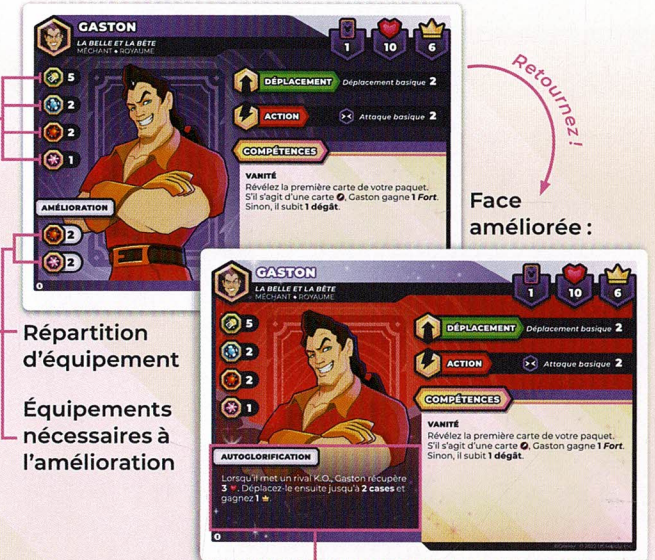 GASTON
LA BELLE ET LA BÊTE
MÉCHANT • ROYAUME
1 10 6
5
2
2
1
DÉPLACEMENT Déplacement basique 2
ACTION Attaque basique 2
COMPÉTENCES
VANITÉ
Révélez la première carte de votre paquet.
S'il s'agit d'une carte , Gaston gagne 1 Fort.
Sinon, il subit 1 dégât.
AMÉLIORATION
2
2
0
Retournez !
Face
améliorée :
Répartition
d'équipement
Équipements
nécessaires à
l'amélioration
GASTON
LA BELLE ET LA BÊTE
MÉCHANT • ROYAUME
1 10 6
5
2
2
1
DÉPLACEMENT Déplacement basique 2
ACTION Attaque basique 2
COMPÉTENCES
VANITÉ
Révélez la première carte de votre paquet.
S'il s'agit d'une carte , Gaston gagne 1 Fort.
Sinon, il subit 1 dégât.
AUTOGLORIFICATION
Lorsqu'il met un rival K.O., Gaston récupère
3 . Déplacez-le ensuite jusqu'à 2 cases et
gagnez 1
0